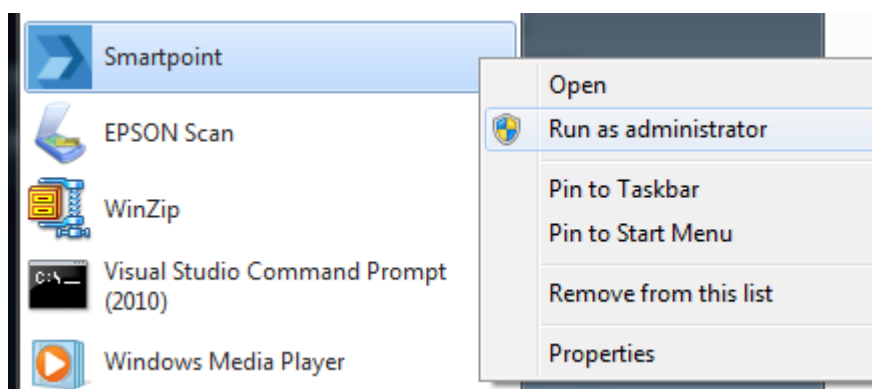 Smartpoint
EPSON Scan
WinZip
C:\
Visual Studio Command Prompt
(2010)
Windows Media Player
Open
Run as administrator
Pin to Taskbar
Pin to Start Menu
Remove from this list
Properties